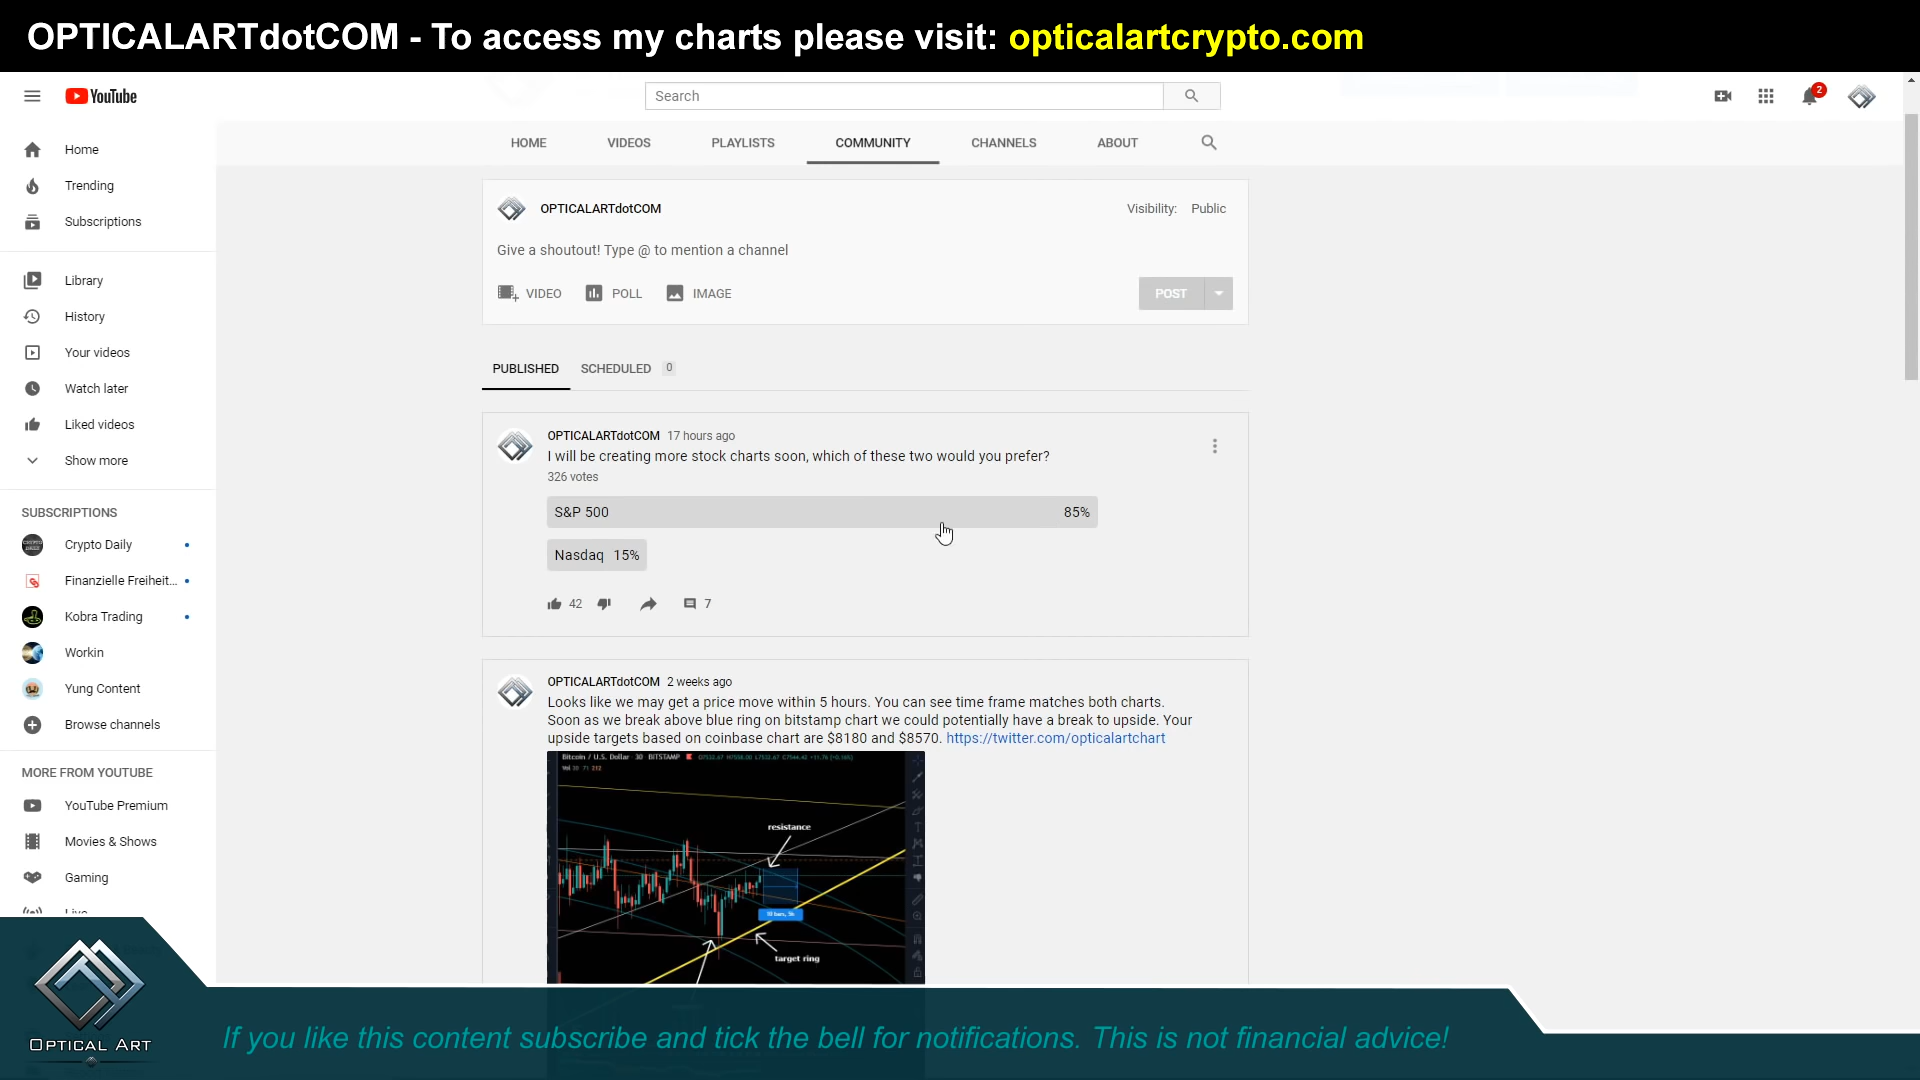 OPTICALARTdotCOM - To access my charts please visit: opticalartcrypto.com
YouTube
Search
2
HOME
VIDEOS
PLAYLISTS
COMMUNITY
CHANNELS
ABOUT
Home
Trending
Subscriptions
Library
History
Your videos
Watch later
Liked videos
Show more
SUBSCRIPTIONS
Crypto Daily
Finanzielle Freiheit...
Kobra Trading
Workin
Yung Content
Browse channels
MORE FROM YOUTUBE
YouTube Premium
Movies & Shows
Gaming
Live
OPTICALARTdotCOM
Visibility: Public
Give a shoutout! Type @ to mention a channel
VIDEO
POLL
IMAGE
POST
PUBLISHED
SCHEDULED 0
OPTICALARTdotCOM 17 hours ago
I will be creating more stock charts soon, which of these two would you prefer?
326 votes
S&P 500 85%
Nasdaq 15%
42
7
OPTICALARTdotCOM 2 weeks ago
Looks like we may get a price move within 5 hours. You can see time frame matches both charts.
Soon as we break above blue ring on bitstamp chart we could potentially have a break to upside. Your
upside targets based on coinbase chart are $8180 and $8570. https://twitter.com/opticalartchart
Bitcoin / U.S. Dollar 30 BITSTAMP
resistance
target ring
OPTICAL ART
If you like this content subscribe and tick the bell for notifications. This is not financial advice!